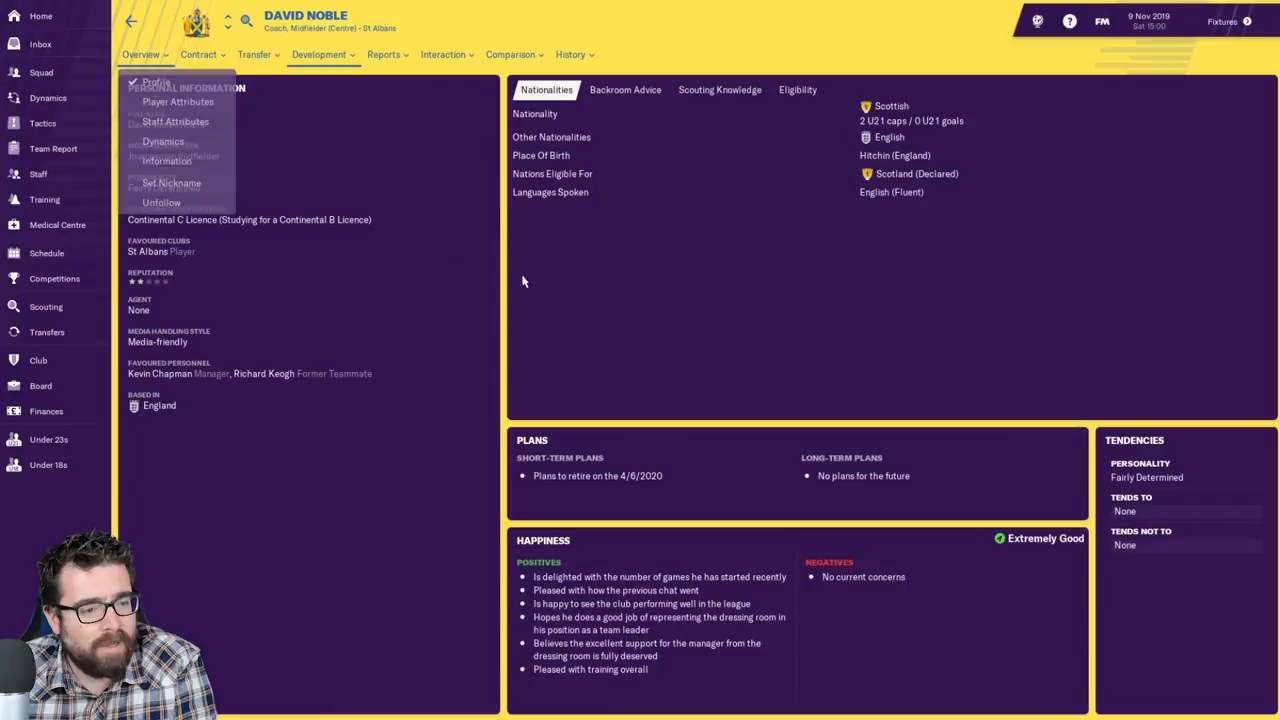 Home
Inbox
Squad
Dynamics
Tactics
Team Report
Staff
Training
Medical Centre
Schedule
Competitions
Scouting
Transfers
Club
Board
Finances
Under 23s
Under 18s
DAVID NOBLE
Coach, Midfielder (Centre) - St Albans
FM
9 Nov 2019
Sat 15:00
Fixtures
Overview
Contract
Transfer
Development
Reports
Interaction
Comparison
History
Profile
Player Attributes
Staff Attributes
Dynamics
Information
Set Nickname
Unfollow
PERSONAL INFORMATION
Continental C Licence (Studying for a Continental B Licence)
FAVOURED CLUBS
St Albans Player
REPUTATION
AGENT
None
MEDIA HANDLING STYLE
Media-friendly
FAVOURED PERSONNEL
Kevin Chapman Manager, Richard Keogh Former Teammate
BASED IN
England
Nationalities
Backroom Advice
Scouting Knowledge
Eligibility
Nationality
Scottish
2 U21 caps / 0 U21 goals
Other Nationalities
English
Place Of Birth
Hitchin (England)
Nations Eligible For
Scotland (Declared)
Languages Spoken
English (Fluent)
PLANS
SHORT-TERM PLANS
Plans to retire on the 4/6/2020
LONG-TERM PLANS
No plans for the future
HAPPINESS
Extremely Good
POSITIVES
Is delighted with the number of games he has started recently
Pleased with how the previous chat went
Is happy to see the club performing well in the league
Hopes he does a good job of representing the dressing room in
his position as a team leader
Believes the excellent support for the manager from the
dressing room is fully deserved
Pleased with training overall
NEGATIVES
No current concerns
TENDENCIES
PERSONALITY
Fairly Determined
TENDS TO
None
TENDS NOT TO
None